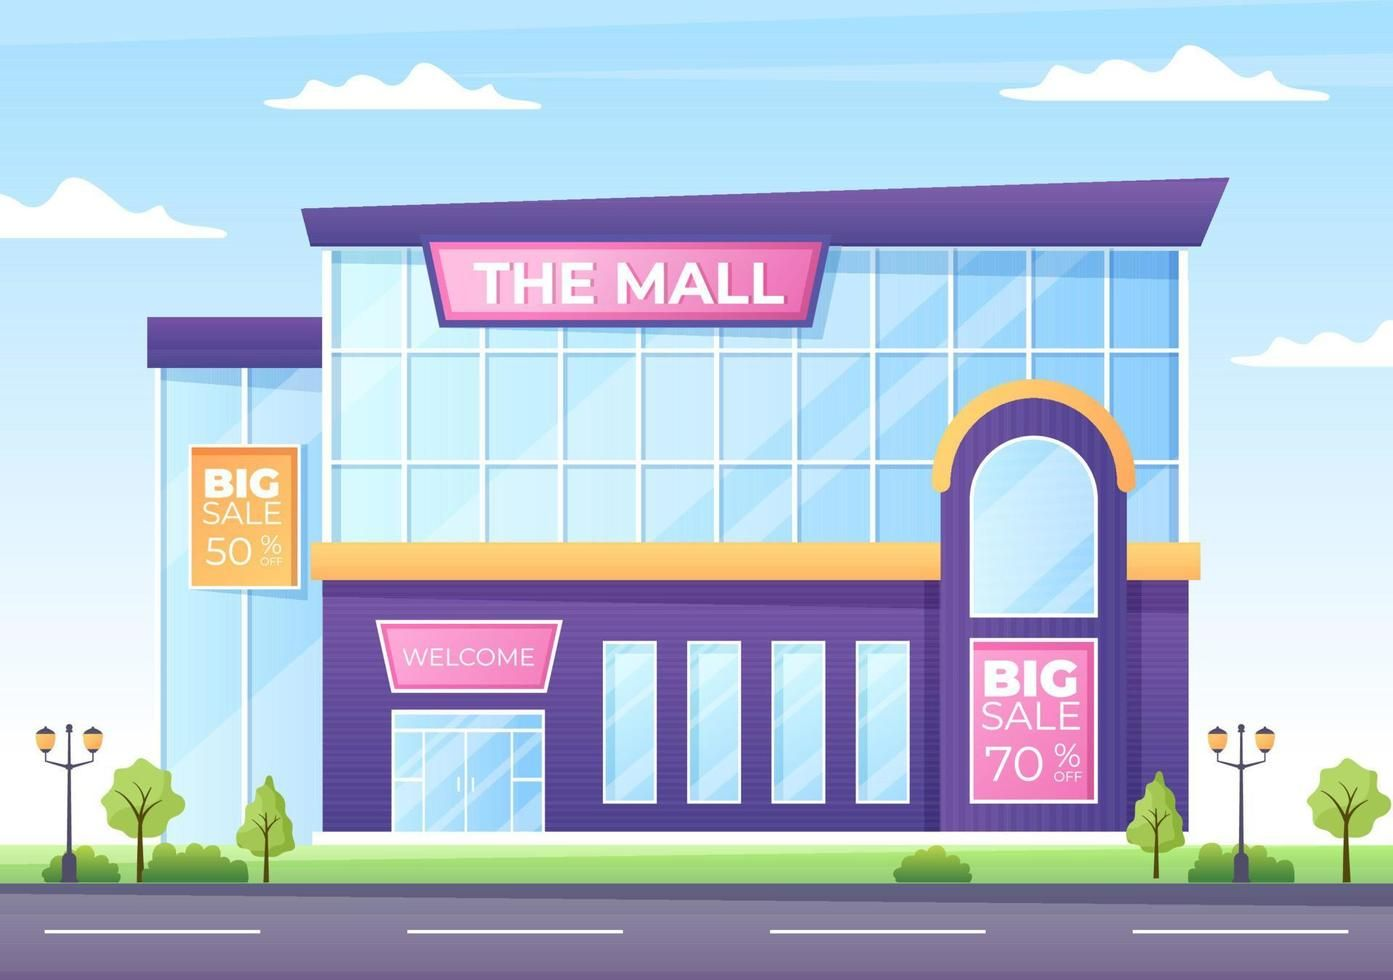 THE MALL
BIG
SALE
50 % OFF
WELCOME
BIG
SALE
70 % OFF